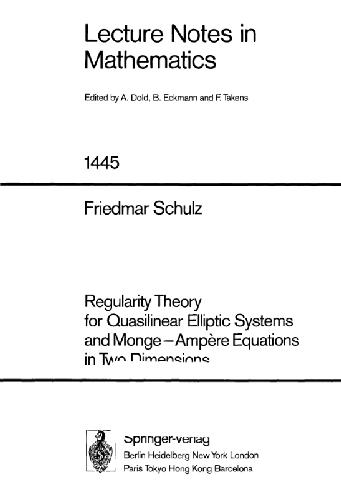 Lecture Notes in
Mathematics
Edited by A. Dold, B. Eckmann and F. Takens
1445
Friedmar Schulz
Regularity Theory
for Quasilinear Elliptic Systems
and Monge–Ampère Equations
in Two Dimensions
Springer-Verlag
Berlin Heidelberg New York London
Paris Tokyo Hong Kong Barcelona